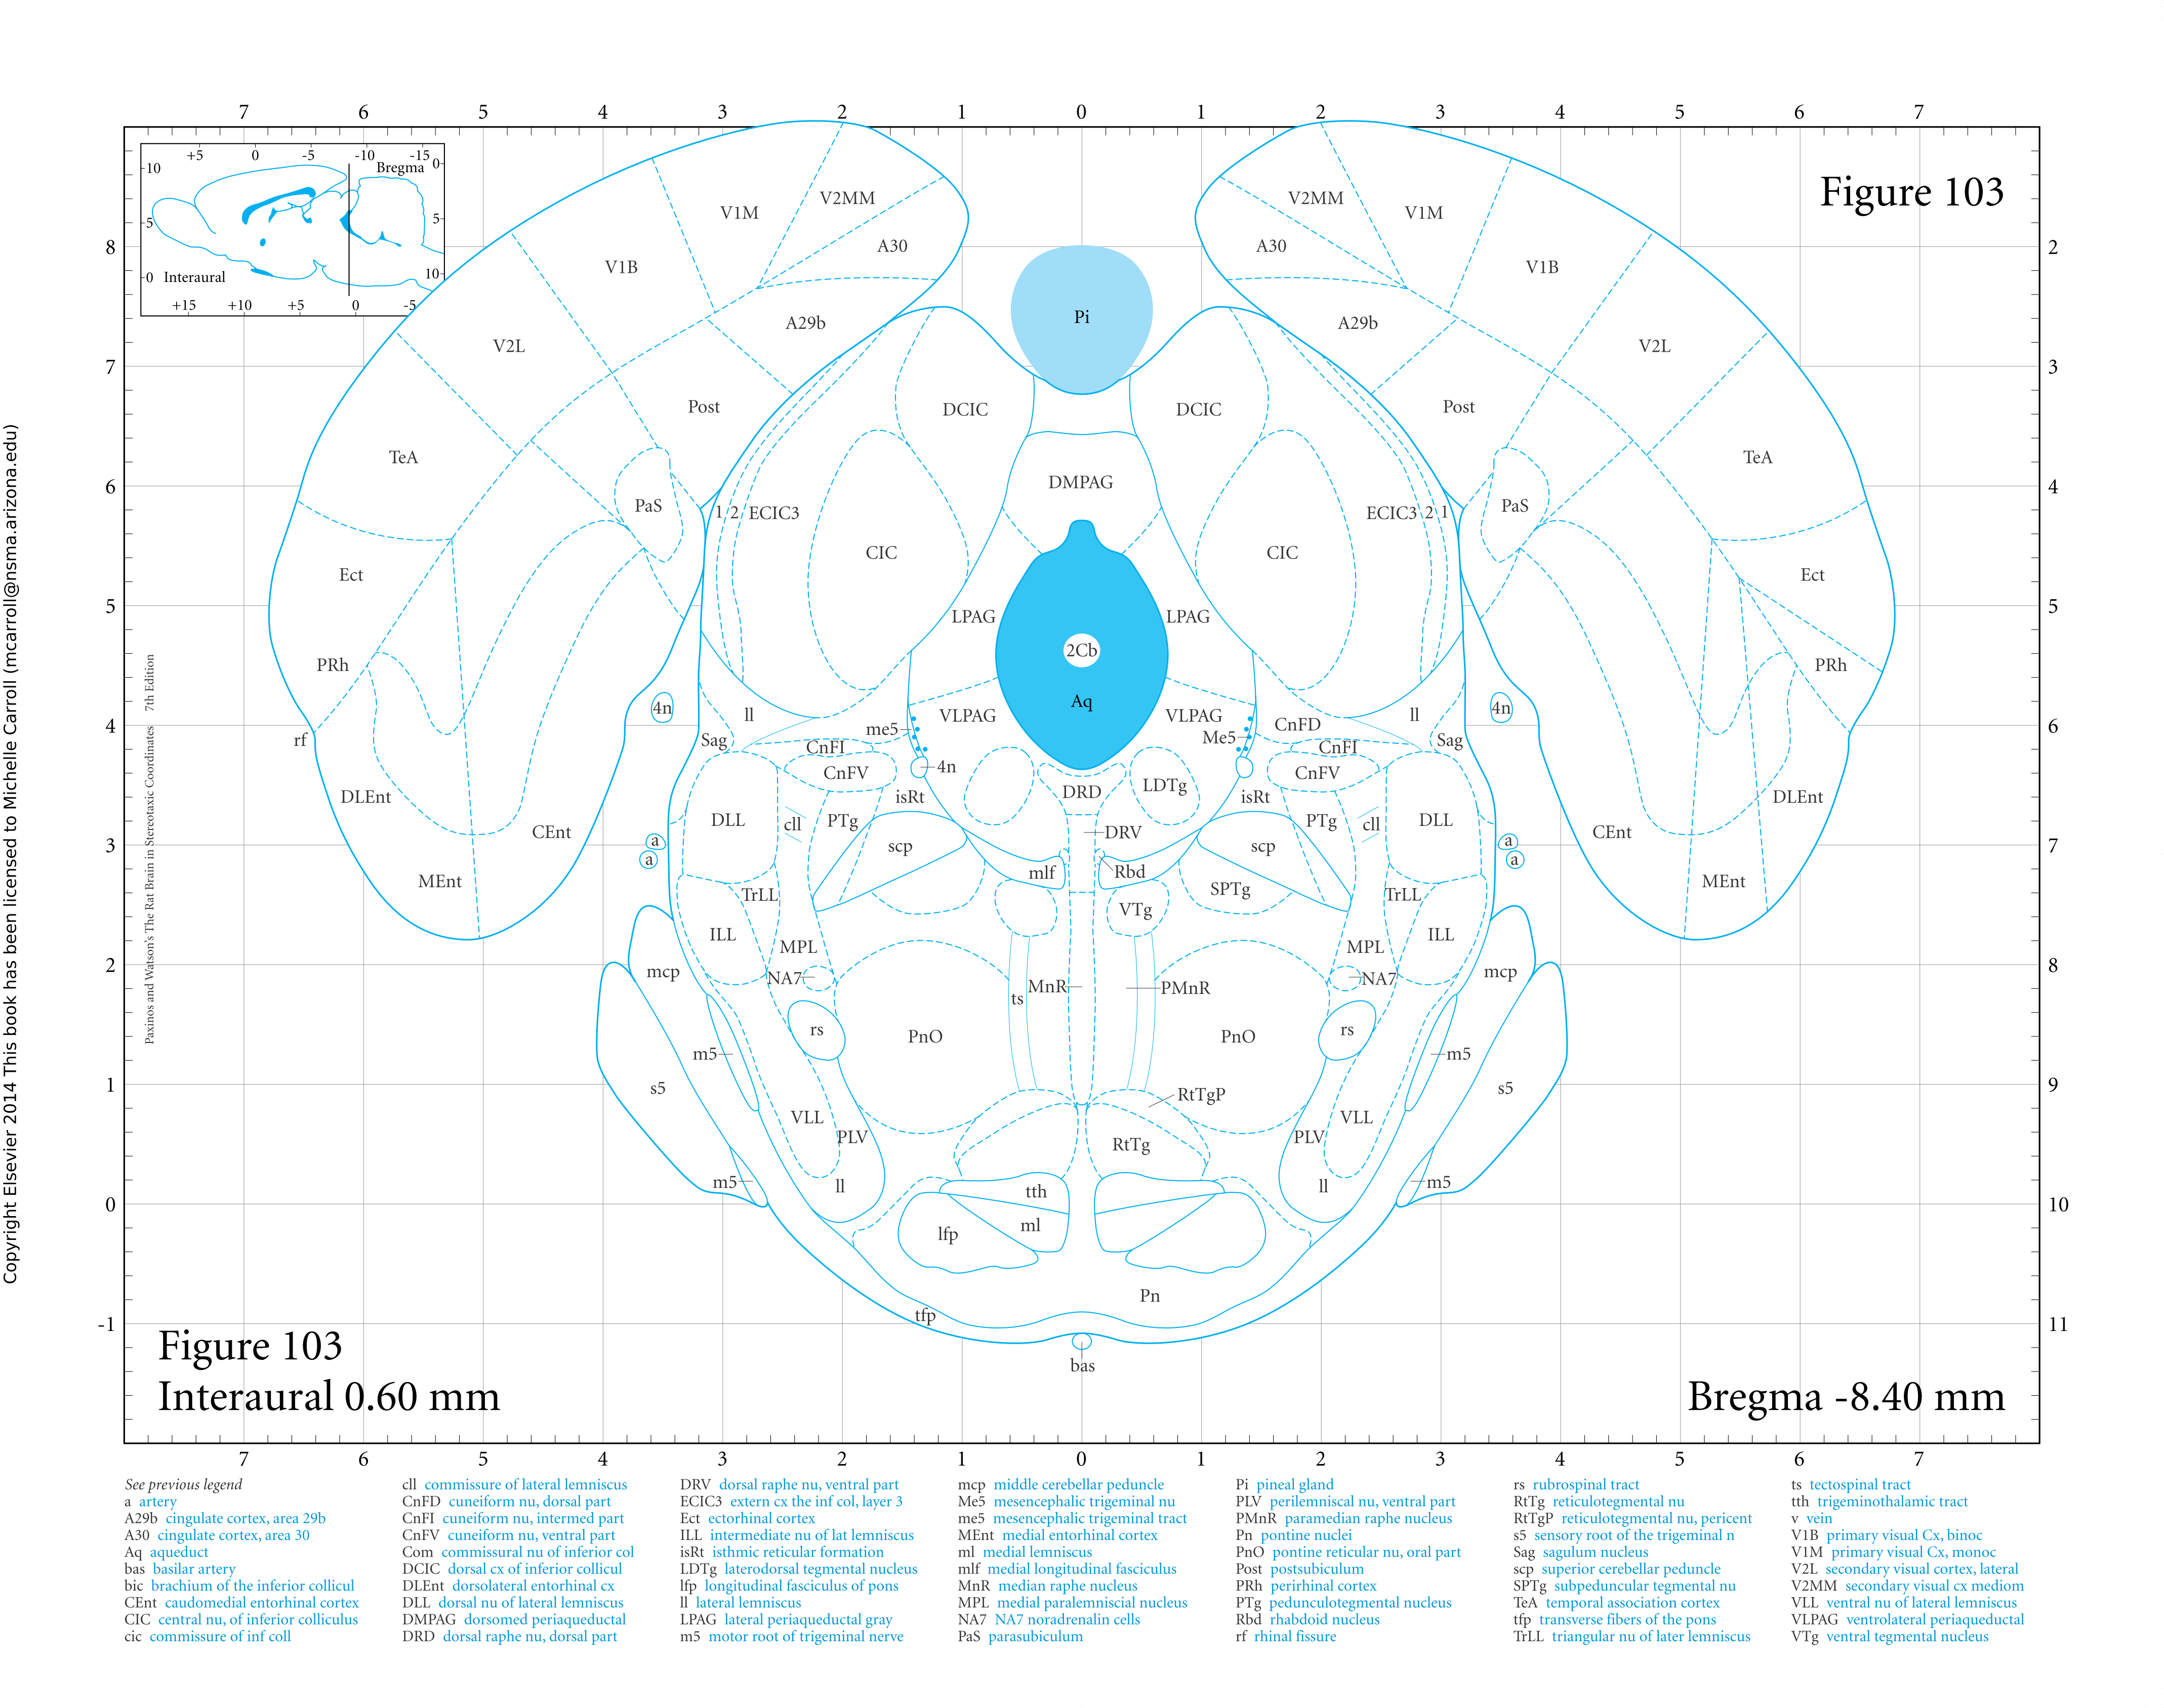 7 6 5 4 3 2 1 0 1 2 3 4 5 6 7
+5 0 -5 -10 -15
Bregma 0
10
5 5
0 Interaural 10
+15 +10 +5 0 -5
Figure 103
V2MM V2MM
V1M V1M
A30 A30
8 2
V1B V1B
Pi
A29b A29b
V2L V2L
7 3
Post DCIC DCIC Post
TeA TeA
DMPAG
6 4
PaS PaS
1 2 ECIC3 ECIC3 2 1
CIC CIC
Ect Ect
5 5
LPAG LPAG
2Cb
PRh PRh
Aq
4n 4n
ll VLPAG VLPAG ll
4 6
me5 CnFD
rf Sag Me5 Sag
CnFI CnFI
4n
CnFV CnFV
LDTg
DRD
DLEnt isRt isRt DLEnt
DLL cll PTg PTg cll DLL
CEnt DRV CEnt
3 7
a scp scp a
a a
mlf Rbd
MEnt SPTg MEnt
TrLL TrLL
VTg
ILL ILL
MPL MPL
2 8
mcp mcp
NA7 NA7
MnR PMnR
ts
rs rs
PnO PnO
m5 m5
s5 s5
1 9
RtTgP
VLL VLL
PLV PLV
RtTg
m5 ll ll m5
tth
0 10
ml
lfp
Pn
tfp
-1 11
bas
Figure 103
Interaural 0.60 mm
Bregma -8.40 mm
7 6 5 4 3 2 1 0 1 2 3 4 5 6 7
Copyright Elsevier 2014 This book has been licensed to Michelle Carroll (mcarroll@nsma.arizona.edu)
Paxinos and Watson's The Rat Brain in Stereotaxic Coordinates 7th Edition
See previous legend
a artery
A29b cingulate cortex, area 29b
A30 cingulate cortex, area 30
Aq aqueduct
bas basilar artery
bic brachium of the inferior collicul
CEnt caudomedial entorhinal cortex
CIC central nu, of inferior colliculus
cic commissure of inf coll
cll commissure of lateral lemniscus
CnFD cuneiform nu, dorsal part
CnFI cuneiform nu, intermed part
CnFV cuneiform nu, ventral part
Com commissural nu of inferior col
DCIC dorsal cx of inferior collicul
DLEnt dorsolateral entorhinal cx
DLL dorsal nu of lateral lemniscus
DMPAG dorsomed periaqueductal
DRD dorsal raphe nu, dorsal part
DRV dorsal raphe nu, ventral part
ECIC3 extern cx the inf col, layer 3
Ect ectorhinal cortex
ILL intermediate nu of lat lemniscus
isRt isthmic reticular formation
LDTg laterodorsal tegmental nucleus
lfp longitudinal fasciculus of pons
ll lateral lemniscus
LPAG lateral periaqueductal gray
m5 motor root of trigeminal nerve
mcp middle cerebellar peduncle
Me5 mesencephalic trigeminal nu
me5 mesencephalic trigeminal tract
MEnt medial entorhinal cortex
ml medial lemniscus
mlf medial longitudinal fasciculus
MnR median raphe nucleus
MPL medial paralemniscial nucleus
NA7 NA7 noradrenalin cells
PaS parasubiculum
Pi pineal gland
PLV perilemniscal nu, ventral part
PMnR paramedian raphe nucleus
Pn pontine nuclei
PnO pontine reticular nu, oral part
Post postsubiculum
PRh perirhinal cortex
PTg pedunculotegmental nucleus
Rbd rhabdoid nucleus
rf rhinal fissure
rs rubrospinal tract
RtTg reticulotegmental nu
RtTgP reticulotegmental nu, pericent
s5 sensory root of the trigeminal n
Sag sagulum nucleus
scp superior cerebellar peduncle
SPTg subpeduncular tegmental nu
TeA temporal association cortex
tfp transverse fibers of the pons
TrLL triangular nu of later lemniscus
ts tectospinal tract
tth trigeminothalamic tract
v vein
V1B primary visual Cx, binoc
V1M primary visual Cx, monoc
V2L secondary visual cortex, lateral
V2MM secondary visual cx mediom
VLL ventral nu of lateral lemniscus
VLPAG ventrolateral periaqueductal
VTg ventral tegmental nucleus